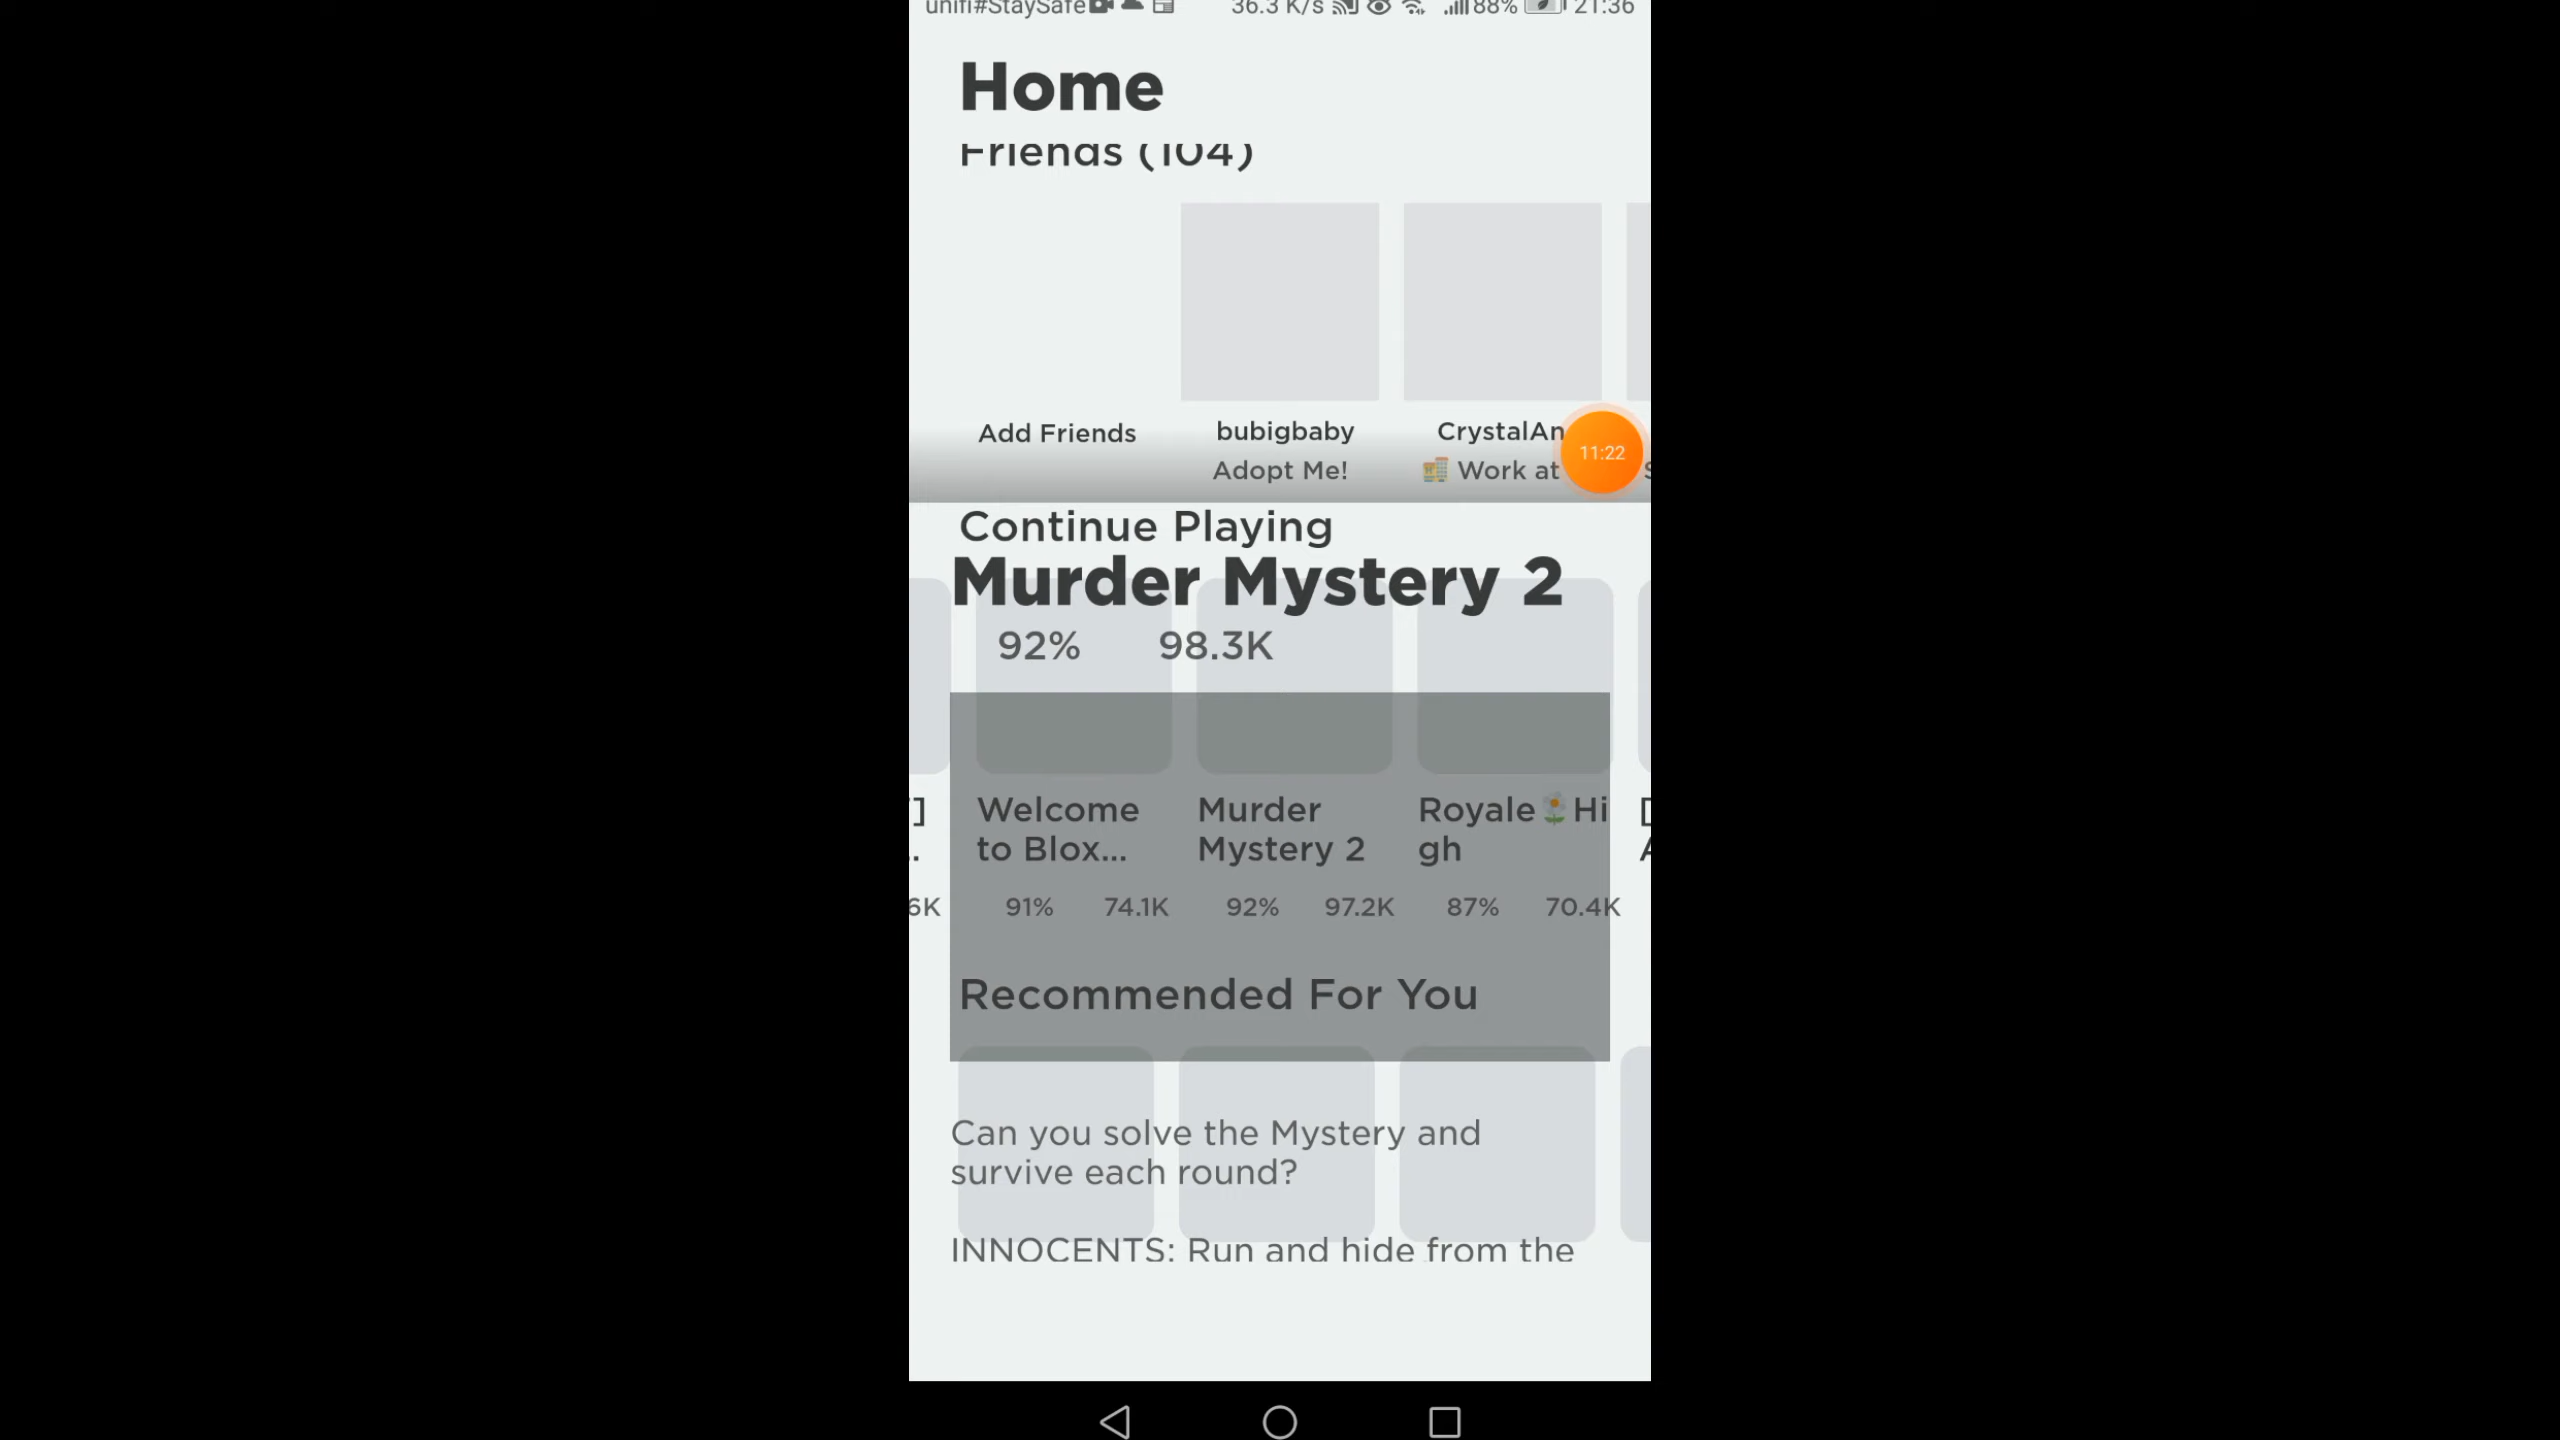 unifi#StaySafe 36.3 K/s 88% 21:36
Home
Friends (104)
Add Friends
bubigbaby
Adopt Me!
CrystalAn
Work at
11:22
Continue Playing
Murder Mystery 2
92% 98.3K
Welcome
to Blox...
91% 74.1K
Murder
Mystery 2
92% 97.2K
Royale🌼Hi
gh
87% 70.4K
6K
Recommended For You
Can you solve the Mystery and
survive each round?
INNOCENTS: Run and hide from the